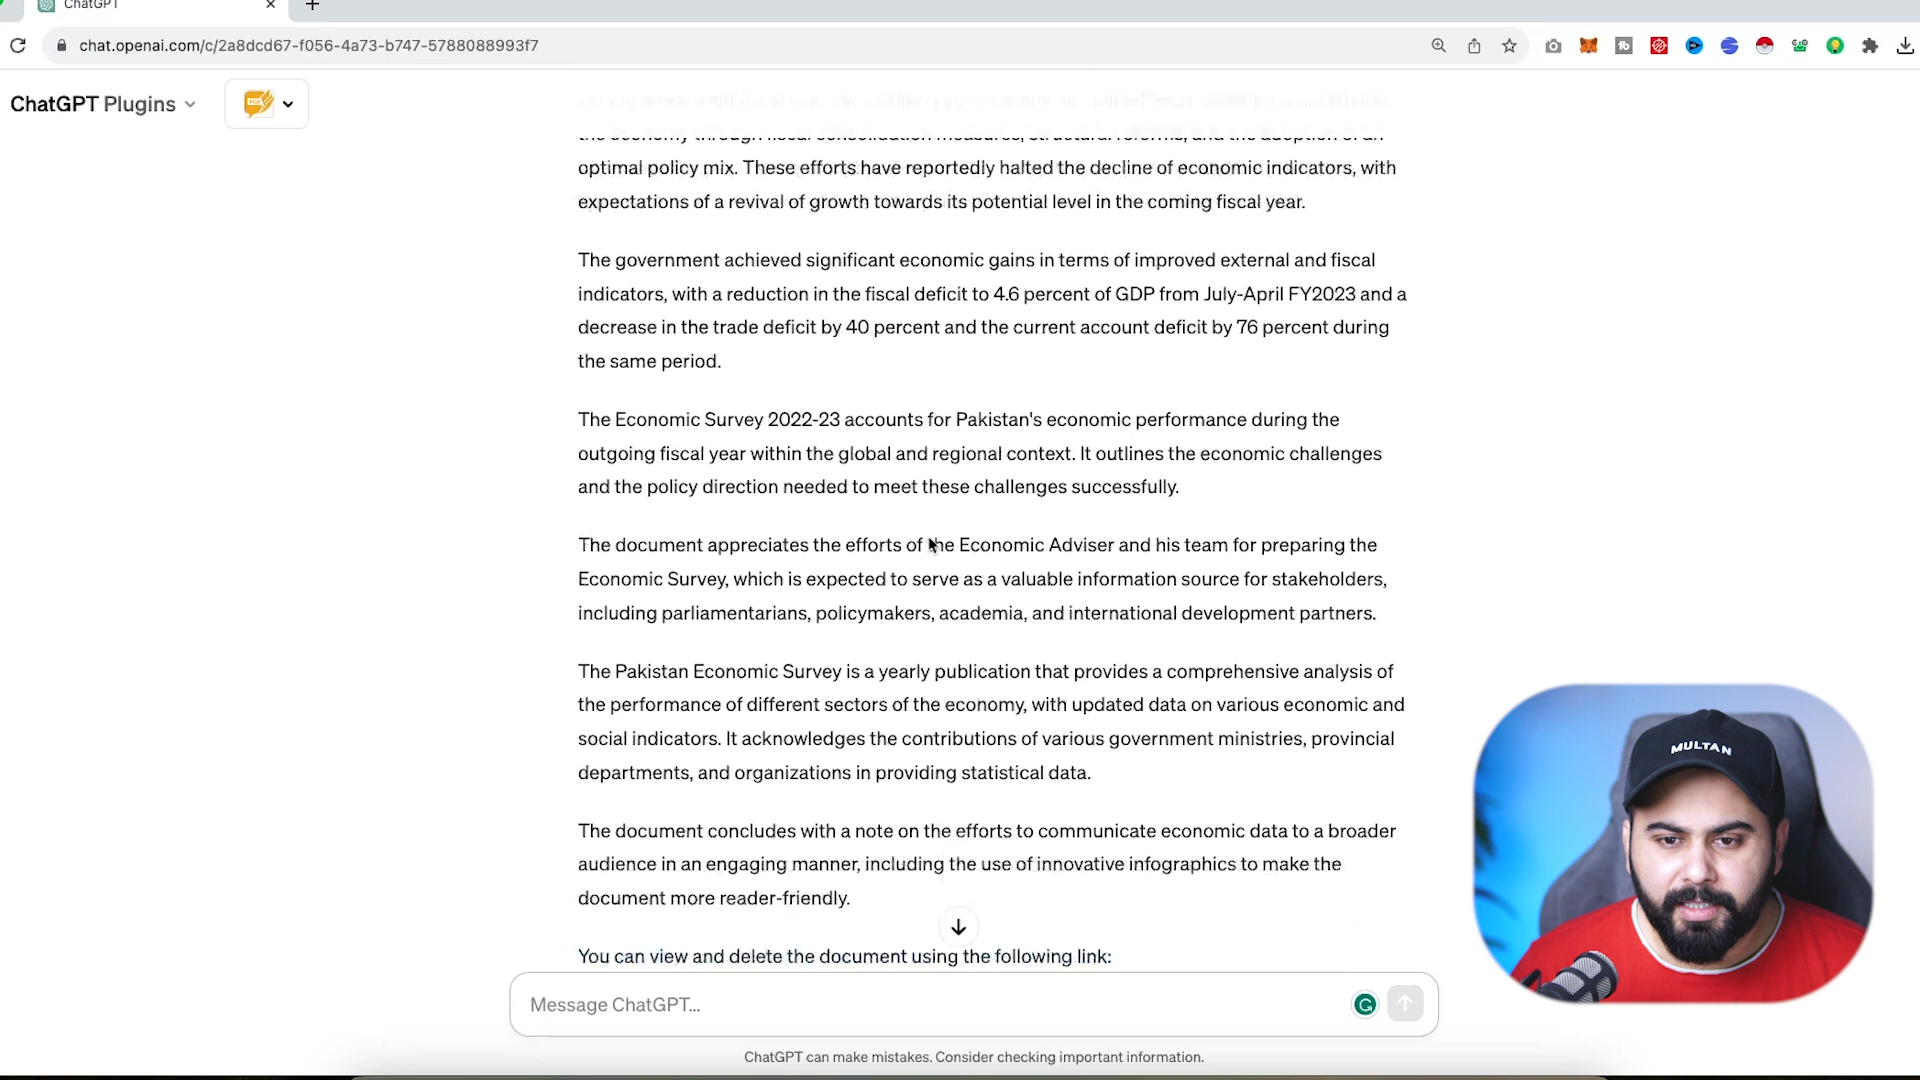 ChatGPT
chat.openai.com/c/2a8dcd67-f056-4a73-b747-5788088993f7
ChatGPT Plugins
the economy through fiscal consolidation measures, structural reforms, and the adoption of an
optimal policy mix. These efforts have reportedly halted the decline of economic indicators, with
expectations of a revival of growth towards its potential level in the coming fiscal year.
The government achieved significant economic gains in terms of improved external and fiscal
indicators, with a reduction in the fiscal deficit to 4.6 percent of GDP from July-April FY2023 and a
decrease in the trade deficit by 40 percent and the current account deficit by 76 percent during
the same period.
The Economic Survey 2022-23 accounts for Pakistan's economic performance during the
outgoing fiscal year within the global and regional context. It outlines the economic challenges
and the policy direction needed to meet these challenges successfully.
The document appreciates the efforts of the Economic Adviser and his team for preparing the
Economic Survey, which is expected to serve as a valuable information source for stakeholders,
including parliamentarians, policymakers, academia, and international development partners.
The Pakistan Economic Survey is a yearly publication that provides a comprehensive analysis of
the performance of different sectors of the economy, with updated data on various economic and
social indicators. It acknowledges the contributions of various government ministries, provincial
departments, and organizations in providing statistical data.
The document concludes with a note on the efforts to communicate economic data to a broader
audience in an engaging manner, including the use of innovative infographics to make the
document more reader-friendly.
You can view and delete the document using the following link:
Message ChatGPT...
ChatGPT can make mistakes. Consider checking important information.
MULTAN